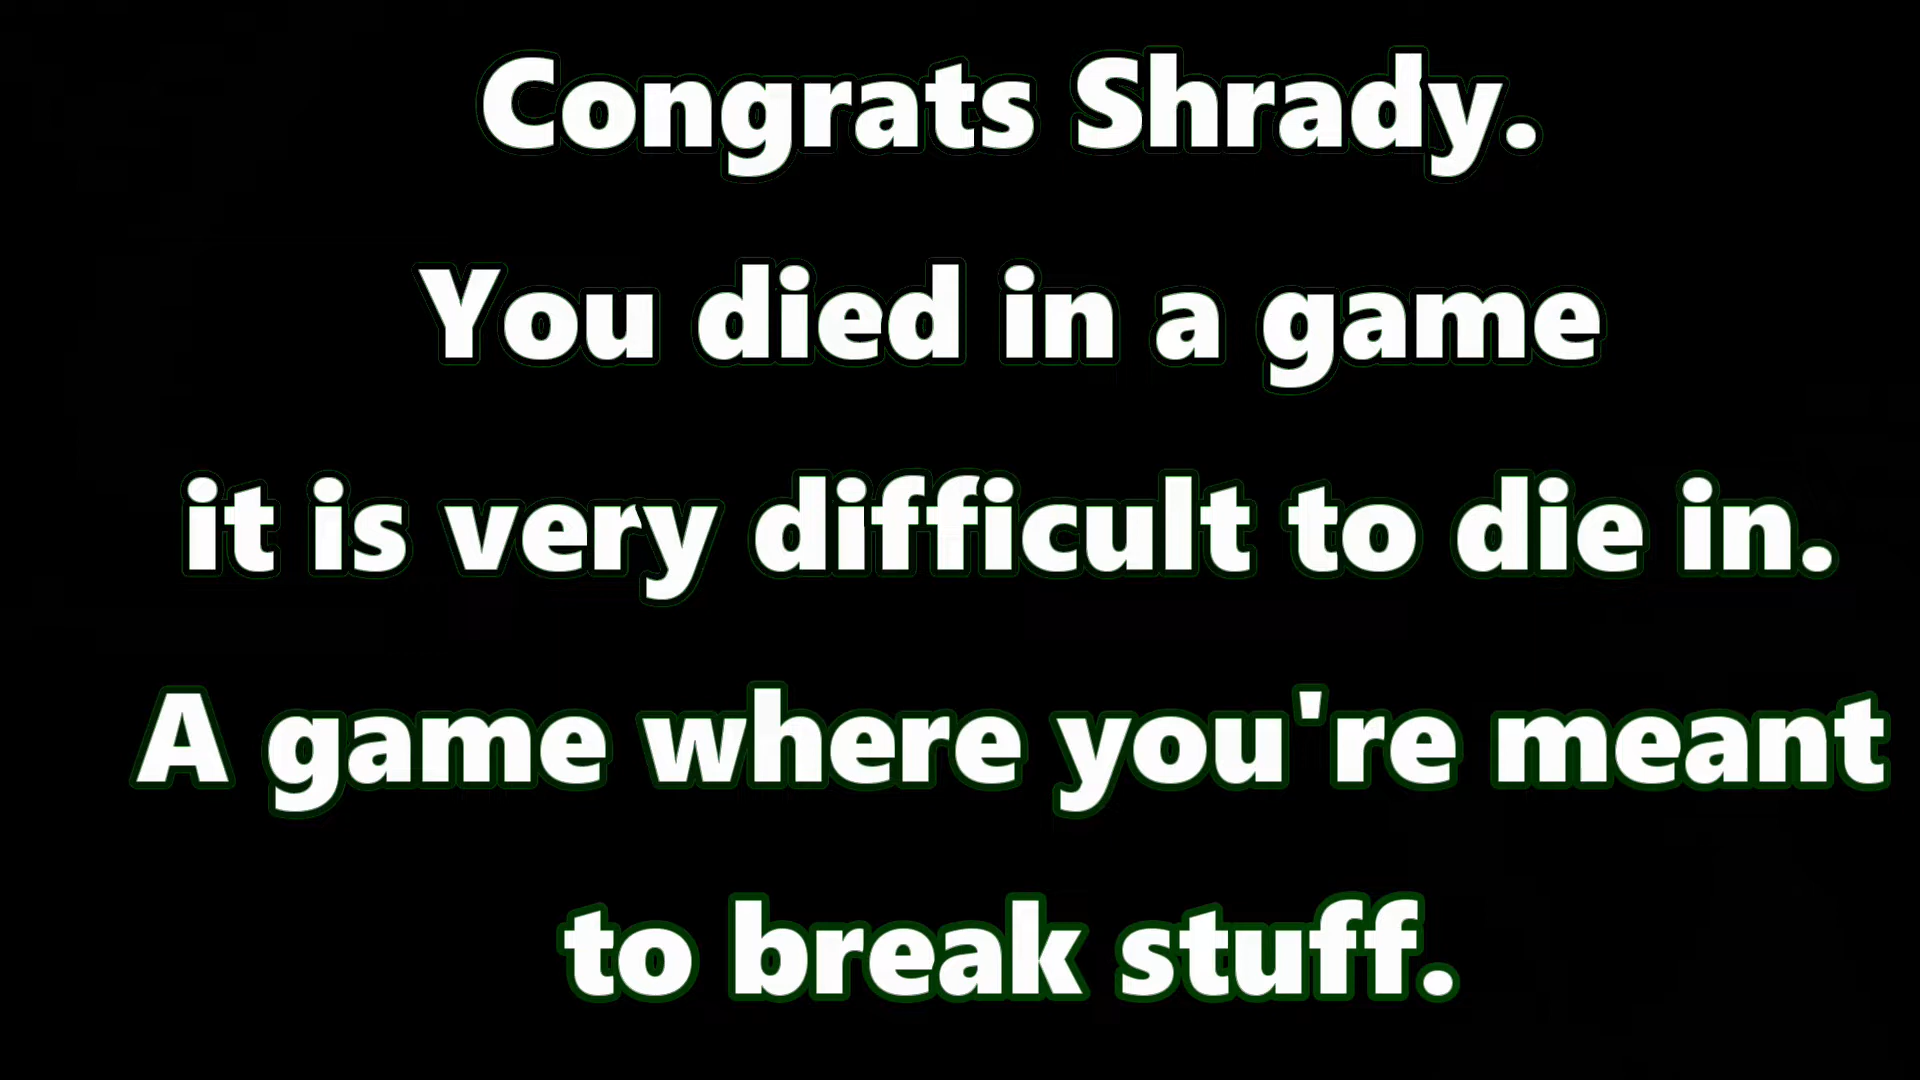 Congrats Shrady.
You died in a game
it is very difficult to die in.
A game where you're meant
to break stuff.